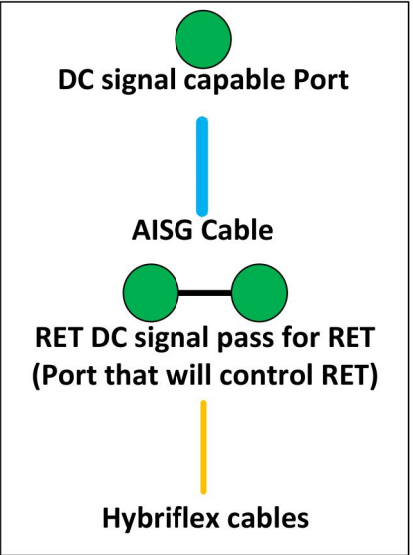 DC signal capable Port
AISG Cable
RET DC signal pass for RET
(Port that will control RET)
Hybriflex cables